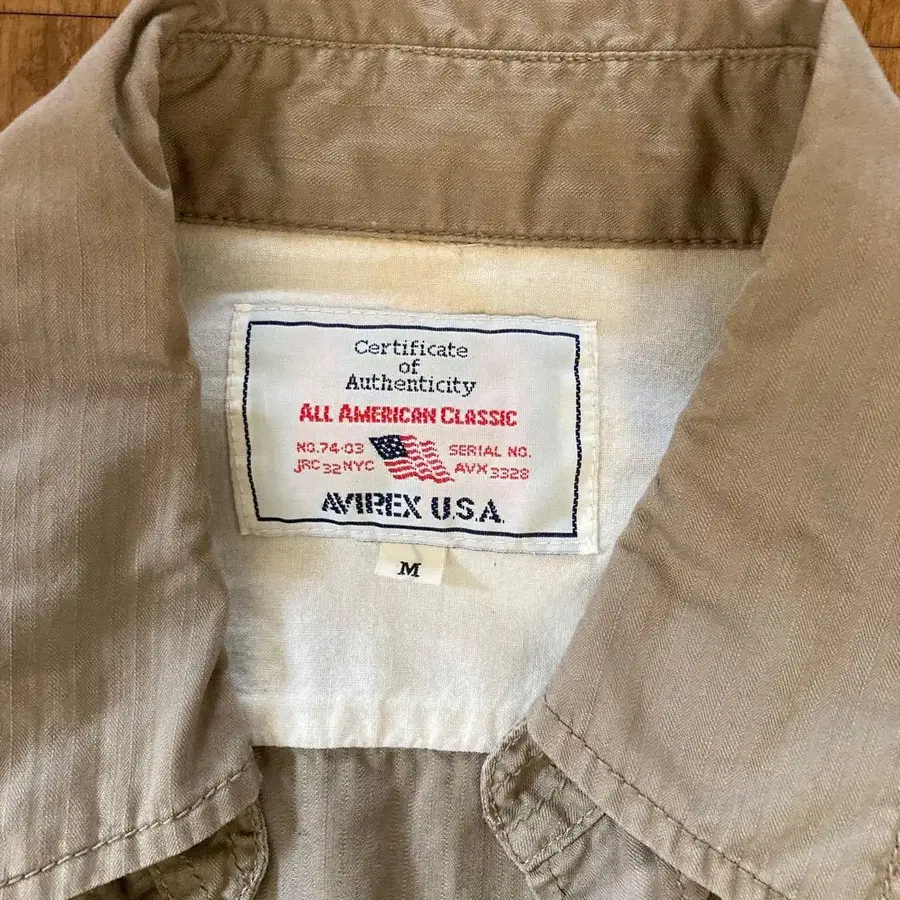 Certificate
of
Authenticity
ALL AMERICAN CLASSIC
NO.74-03 SERIAL NO.
JRC 32 NYC AVX 3328
AVIREX U.S.A.
M